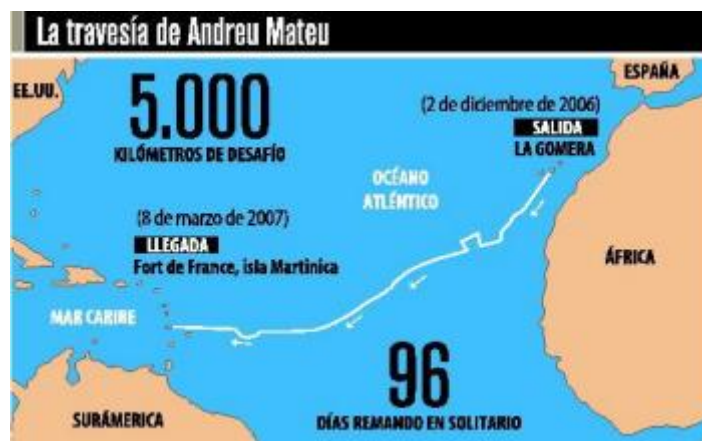 La travesía de Andreu Mateu
EE.UU.
5.000
KILÓMETROS DE DESAFÍO
ESPAÑA
(2 de diciembre de 2006)
SALIDA
LA GOMERA
OCÉANO
ATLÉNTICO
(8 de marzo de 2007)
LLEGADA
Fort de France, isla Martinica
ÁFRICA
MAR CARIBE
96
DÍAS REMANDO EN SOLITARIO
SURÁMERICA